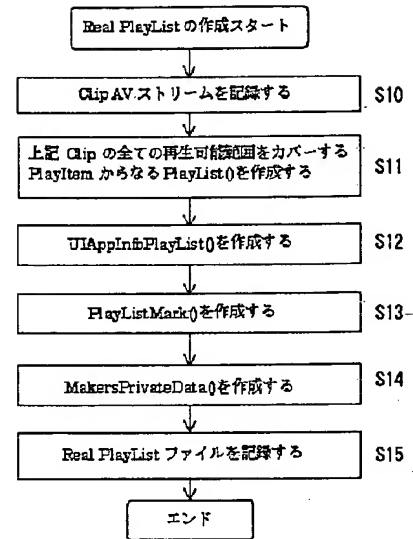 Real PlayList の作成スタート
Clip AV ストリームを記録する
S10
上記 Clip の全ての再生可能範囲をカバーする
PlayItem からなる PlayList()を作成する
S11
UIAppInfoPlayList()を作成する
S12
PlayListMark()を作成する
S13
MakersPrivateData()を作成する
S14
Real PlayList ファイルを記録する
S15
エンド